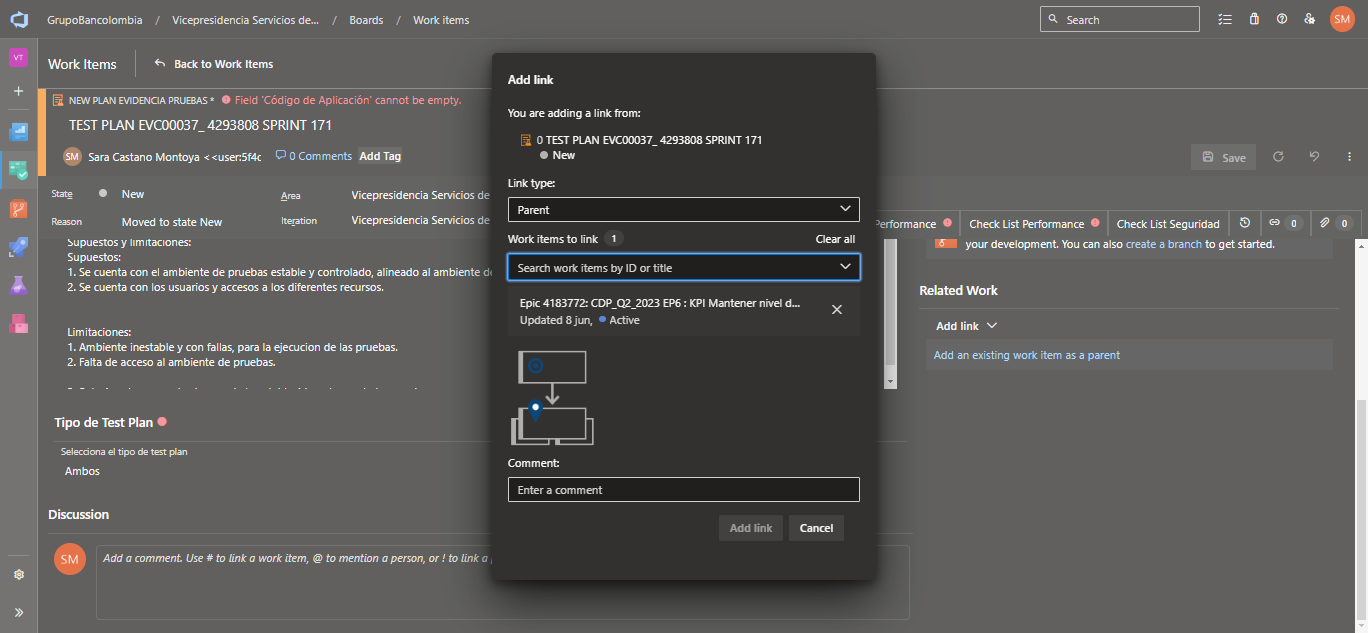 GrupoBancolombia / Vicepresidencia Servicios de... / Boards / Work items
Search
SM
VT
Work Items
Back to Work Items
NEW PLAN EVIDENCIA PRUEBAS * Field 'Código de Aplicación' cannot be empty.
TEST PLAN EVC00037_ 4293808 SPRINT 171
SM Sara Castano Montoya <<user:5f4c
0 Comments
Add Tag
Save
State
New
Area
Vicepresidencia Servicios de
Reason
Moved to state New
Iteration
Vicepresidencia Servicios de
Performance
Check List Performance
Check List Seguridad
0
0
Supuestos y limitaciones:
Supuestos:
1. Se cuenta con el ambiente de pruebas estable y controlado, alineado al ambiente de
2. Se cuenta con los usuarios y accesos a los diferentes recursos.
Limitaciones:
1. Ambiente inestable y con fallas, para la ejecucion de las pruebas.
2. Falta de acceso al ambiente de pruebas.
Tipo de Test Plan
Selecciona el tipo de test plan
Ambos
Discussion
SM
Add a comment. Use # to link a work item, @ to mention a person, or ! to link a
Add link
You are adding a link from:
0 TEST PLAN EVC00037_ 4293808 SPRINT 171
New
Link type:
Parent
Work items to link 1
Clear all
Search work items by ID or title
Epic 4183772: CDP_Q2_2023 EP6 : KPI Mantener nivel d...
Updated 8 jun, Active
Comment:
Enter a comment
Add link
Cancel
your development. You can also create a branch to get started.
Related Work
Add link
Add an existing work item as a parent